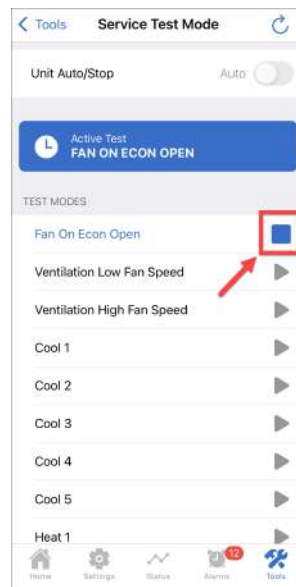 Tools
Service Test Mode
Unit Auto/Stop
Auto
Active Test
FAN ON ECON OPEN
TEST MODES
Fan On Econ Open
Ventilation Low Fan Speed
Ventilation High Fan Speed
Cool 1
Cool 2
Cool 3
Cool 4
Cool 5
Heat 1
12
Home
Settings
Status
Alarms
Tools